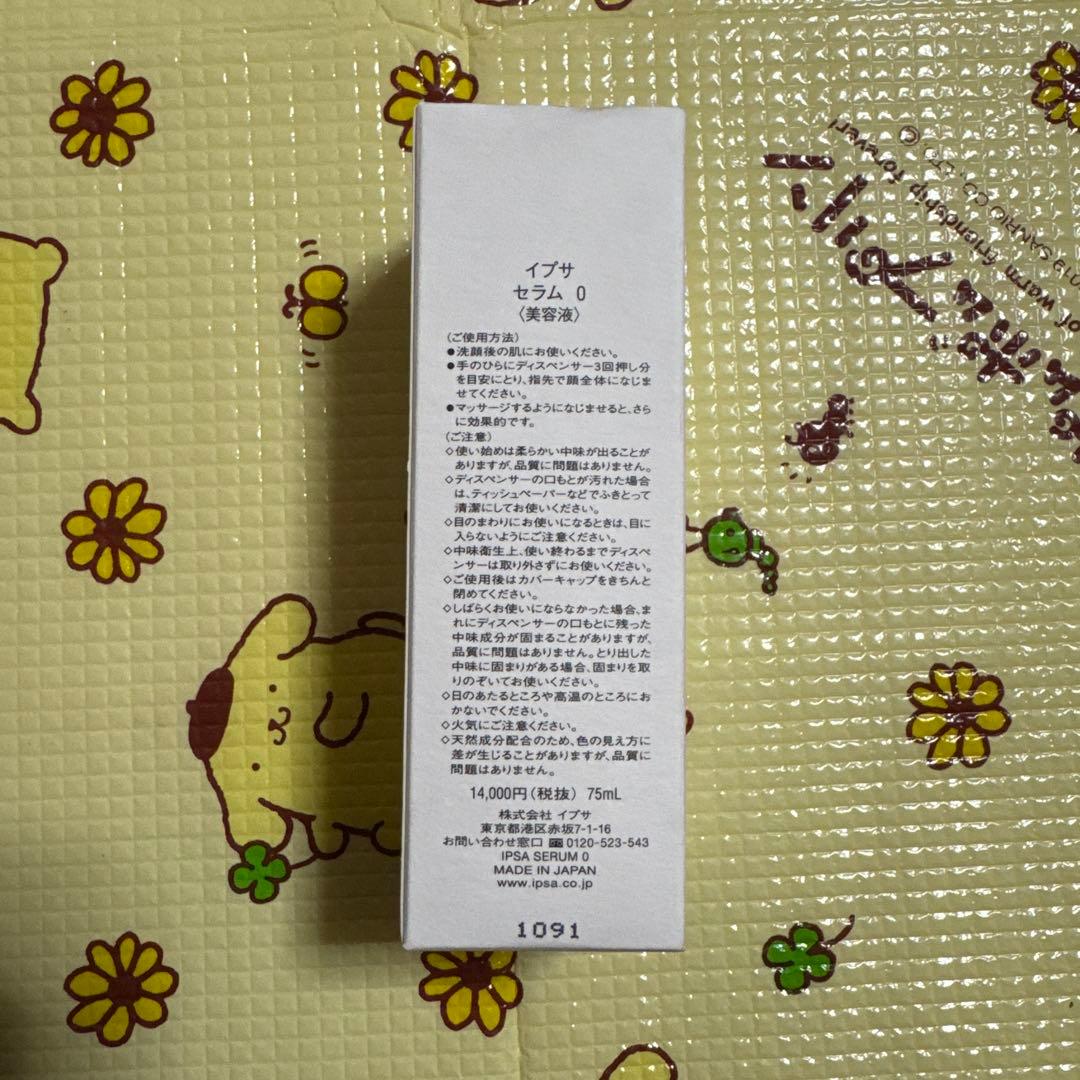 イプサ
セラム 0
〈美容液〉
〈ご使用方法〉
●洗顔後の肌にお使いください。
●手のひらにディスペンサー3回押し分
を目安にとり、指先で顔全体になじま
せてください。
●マッサージするようになじませると、さら
に効果的です。
〈ご注意〉
◇使い始めは柔らかい中味が出ることが
ありますが、品質に問題はありません。
◇ディスペンサーの口もとが汚れた場合
は、ティッシュペーパーなどでふきとって
清潔にしてお使いください。
◇目のまわりにお使いになるときは、目に
入らないようにご注意ください。
◇中味衛生上、使い終わるまでディスペ
ンサーは取り外さずにお使いください。
◇ご使用後はカバーキャップをきちんと
閉めてください。
◇しばらくお使いにならなかった場合、ま
れにディスペンサーの口もとに残った
中味成分が固まることがありますが、
品質に問題はありません。とり出した
中味に固まりがある場合、固まりを取
りのぞいてお使いください。
◇日のあたるところや高温のところにお
かないでください。
◇火気にご注意ください。
◇天然成分配合のため、色の見え方に
差が生じることがありますが、品質に
問題はありません。
14,000円(税抜) 75mL
株式会社 イプサ
東京都港区赤坂7-1-16
お問い合わせ窓口 0120-523-543
IPSA SERUM 0
MADE IN JAPAN
www.ipsa.co.jp
1091
of warm friendship forever!
SANRIO CO., LTD.